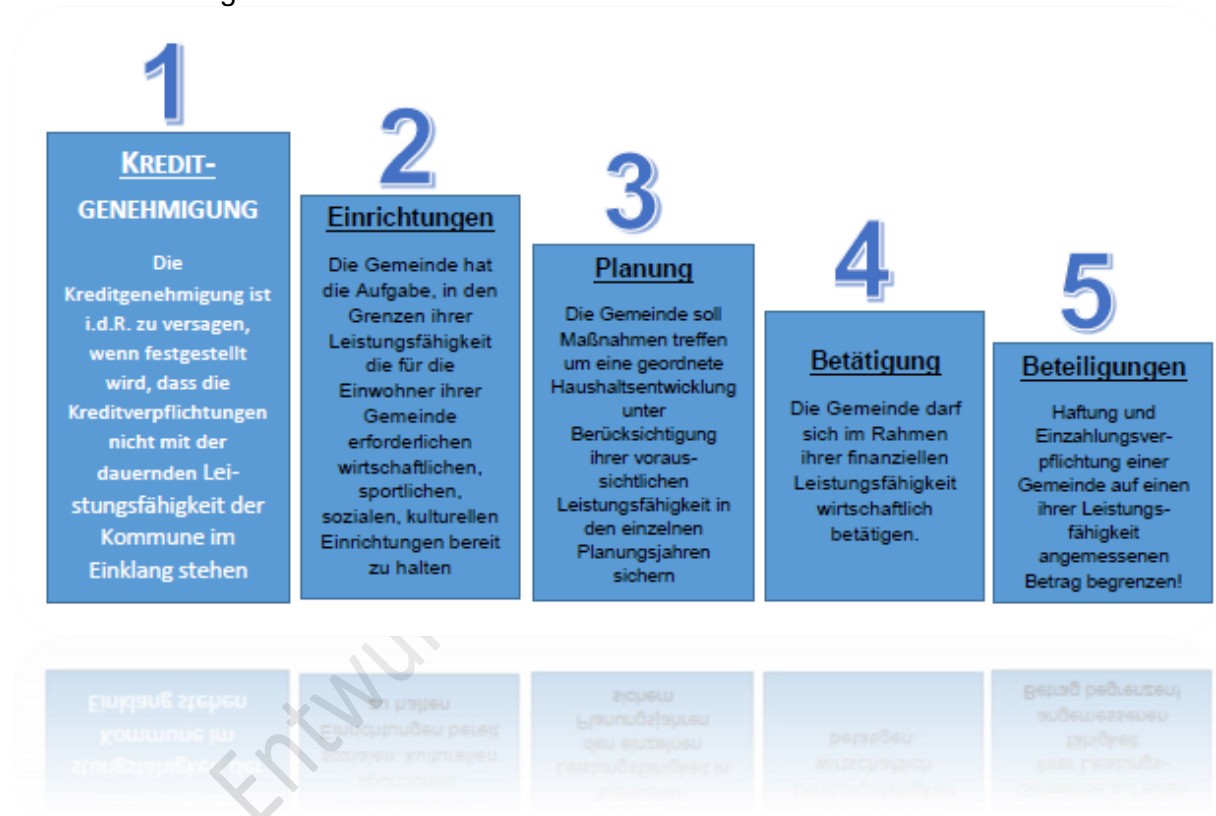 1
KREDIT-
GENEHMIGUNG
Die
Kreditgenehmigung ist
i.d.R. zu versagen,
wenn festgestellt
wird, dass die
Kreditverpflichtungen
nicht mit der
dauernden Lei-
stungsfähigkeit der
Kommune im
Einklang stehen
2
Einrichtungen
Die Gemeinde hat
die Aufgabe, in den
Grenzen ihrer
Leistungsfähigkeit
die für die
Einwohner ihrer
Gemeinde
erforderlichen
wirtschaftlichen,
sportlichen,
sozialen, kulturellen
Einrichtungen bereit
zu halten
3
Planung
Die Gemeinde soll
Maßnahmen treffen
um eine geordnete
Haushaltsentwicklung
unter
Berücksichtigung
ihrer voraus-
sichtlichen
Leistungsfähigkeit in
den einzelnen
Planungsjahren
sichern
4
Betätigung
Die Gemeinde darf
sich im Rahmen
ihrer finanziellen
Leistungsfähigkeit
wirtschaftlich
betätigen.
5
Beteiligungen
Haftung und
Einzahlungsver-
pflichtung einer
Gemeinde auf einen
ihrer Leistungs-
fähigkeit
angemessenen
Betrag begrenzen!